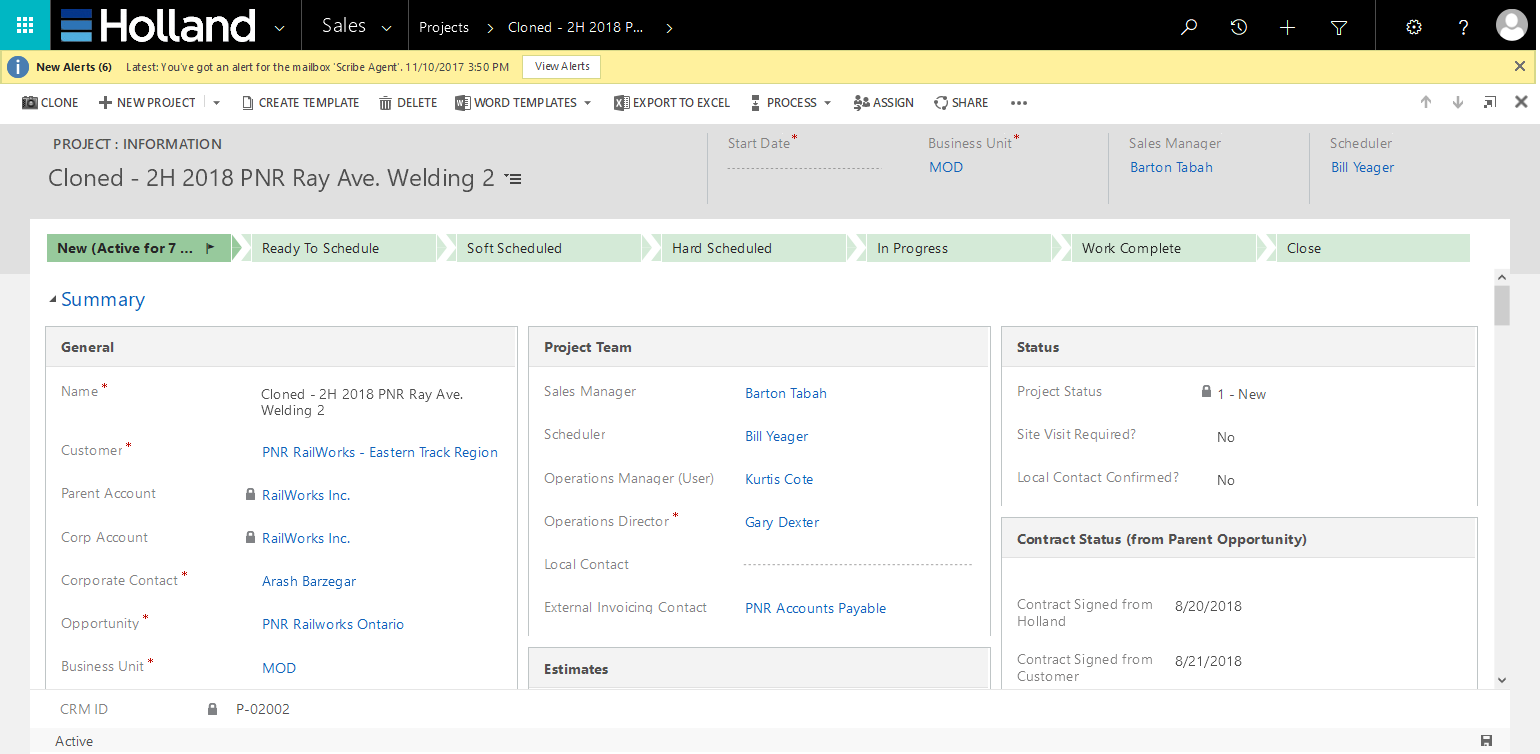 Holland
Sales
Projects
Cloned - 2H 2018 P...
New Alerts (6) Latest: You've got an alert for the mailbox 'Scribe Agent'. 11/10/2017 3:50 PM View Alerts
CLONE NEW PROJECT CREATE TEMPLATE DELETE WORD TEMPLATES EXPORT TO EXCEL PROCESS ASSIGN SHARE
PROJECT : INFORMATION
Cloned - 2H 2018 PNR Ray Ave. Welding 2
Start Date*
Business Unit*
MOD
Sales Manager
Barton Tabah
Scheduler
Bill Yeager
New (Active for 7 ... Ready To Schedule Soft Scheduled Hard Scheduled In Progress Work Complete Close
Summary
General
Name* Cloned - 2H 2018 PNR Ray Ave.
Welding 2
Customer* PNR RailWorks - Eastern Track Region
Parent Account RailWorks Inc.
Corp Account RailWorks Inc.
Corporate Contact* Arash Barzegar
Opportunity* PNR Railworks Ontario
Business Unit* MOD
Project Team
Sales Manager Barton Tabah
Scheduler Bill Yeager
Operations Manager (User) Kurtis Cote
Operations Director* Gary Dexter
Local Contact
External Invoicing Contact PNR Accounts Payable
Estimates
Status
Project Status 1 - New
Site Visit Required? No
Local Contact Confirmed? No
Contract Status (from Parent Opportunity)
Contract Signed from 8/20/2018
Holland
Contract Signed from 8/21/2018
Customer
CRM ID P-02002
Active